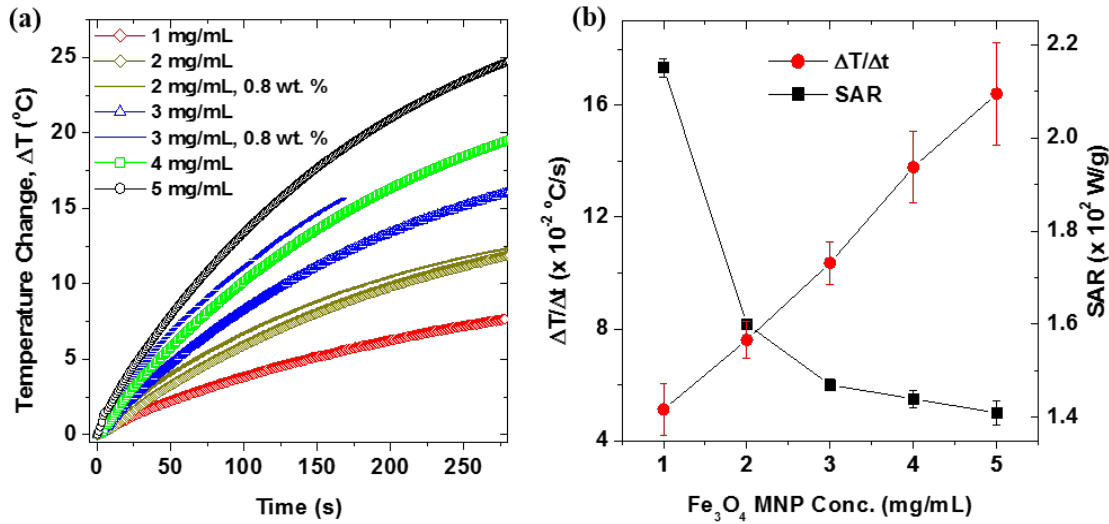 (a)
1 mg/mL
2 mg/mL
2 mg/mL, 0.8 wt. %
3 mg/mL
3 mg/mL, 0.8 wt. %
4 mg/mL
5 mg/mL
Temperature Change, ΔT (°C)
25
20
15
10
5
0
0 50 100 150 200 250
Time (s)
(b)
ΔT/Δt
SAR
ΔT/Δt (x 10⁻² °C/s)
16
12
8
4
SAR (x 10² W/g)
2.2
2.0
1.8
1.6
1.4
1 2 3 4 5
Fe₃O₄ MNP Conc. (mg/mL)